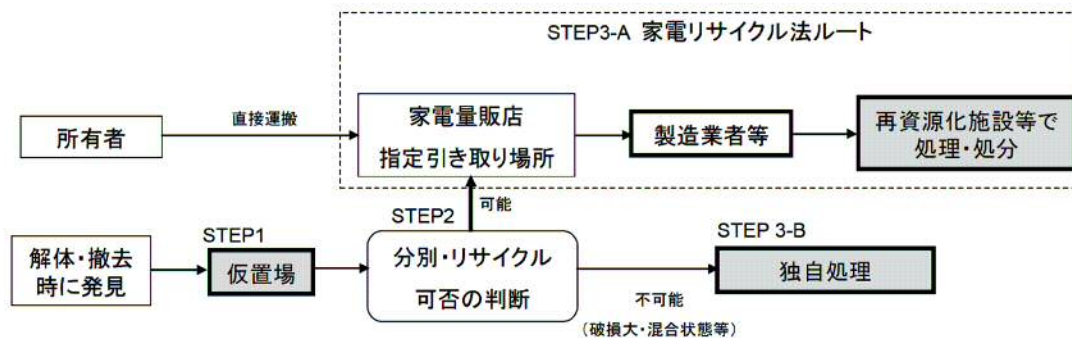 STEP3-A 家電リサイクル法ルート
所有者
直接運搬
家電量販店
指定引き取り場所
製造業者等
再資源化施設等で
処理・処分
STEP2
可能
解体・撤去
時に発見
STEP1
仮置場
分別・リサイクル
可否の判断
不可能
(破損大・混合状態等)
STEP 3-B
独自処理